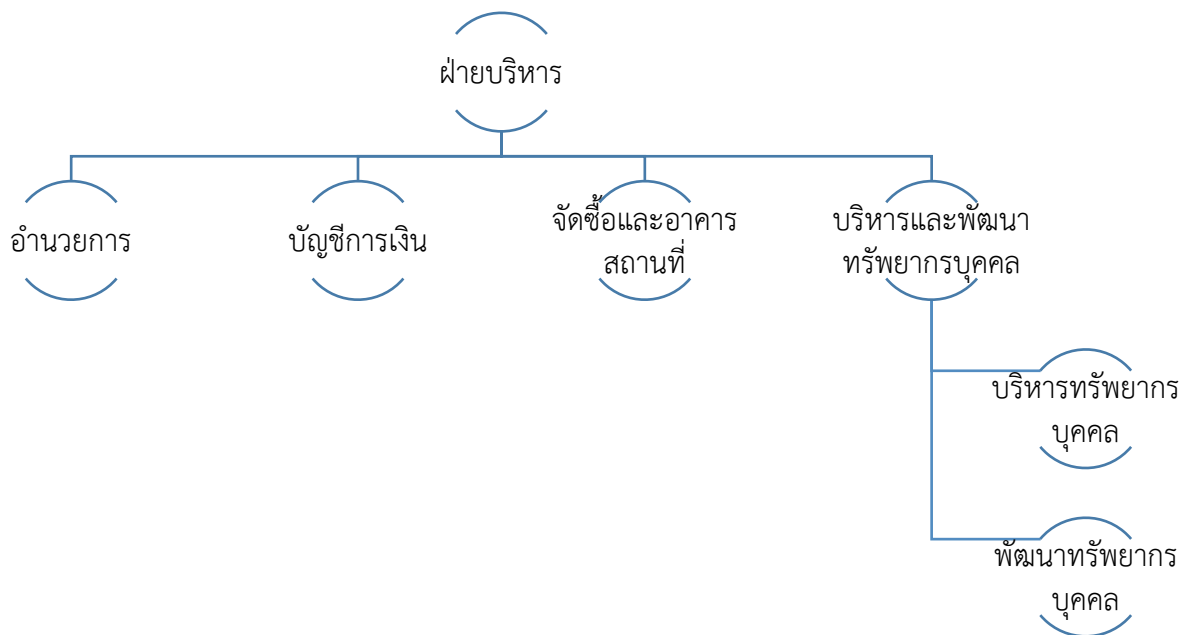 ฝ่ายบริหาร
อำนวยการ
บัญชีการเงิน
จัดซื้อและอาคาร
สถานที่
บริหารและพัฒนา
ทรัพยากรบุคคล
บริหารทรัพยากร
บุคคล
พัฒนาทรัพยากร
บุคคล